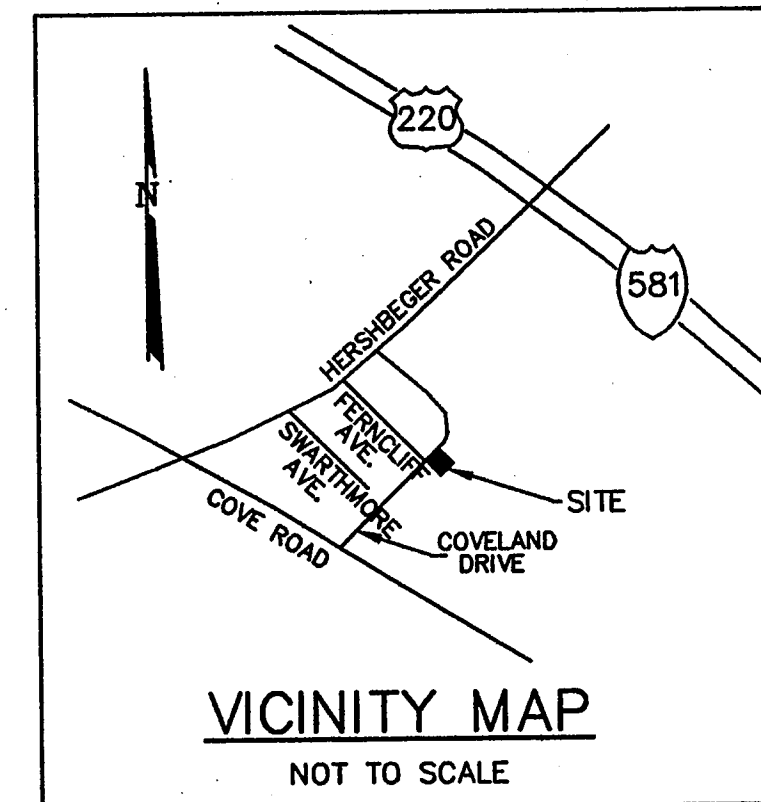 220
N
581
HERSHBEGER ROAD
FERNCLIFF
AVE.
SWARTHMORE
AVE.
SITE
COVE ROAD
COVELAND
DRIVE
VICINITY MAP
NOT TO SCALE